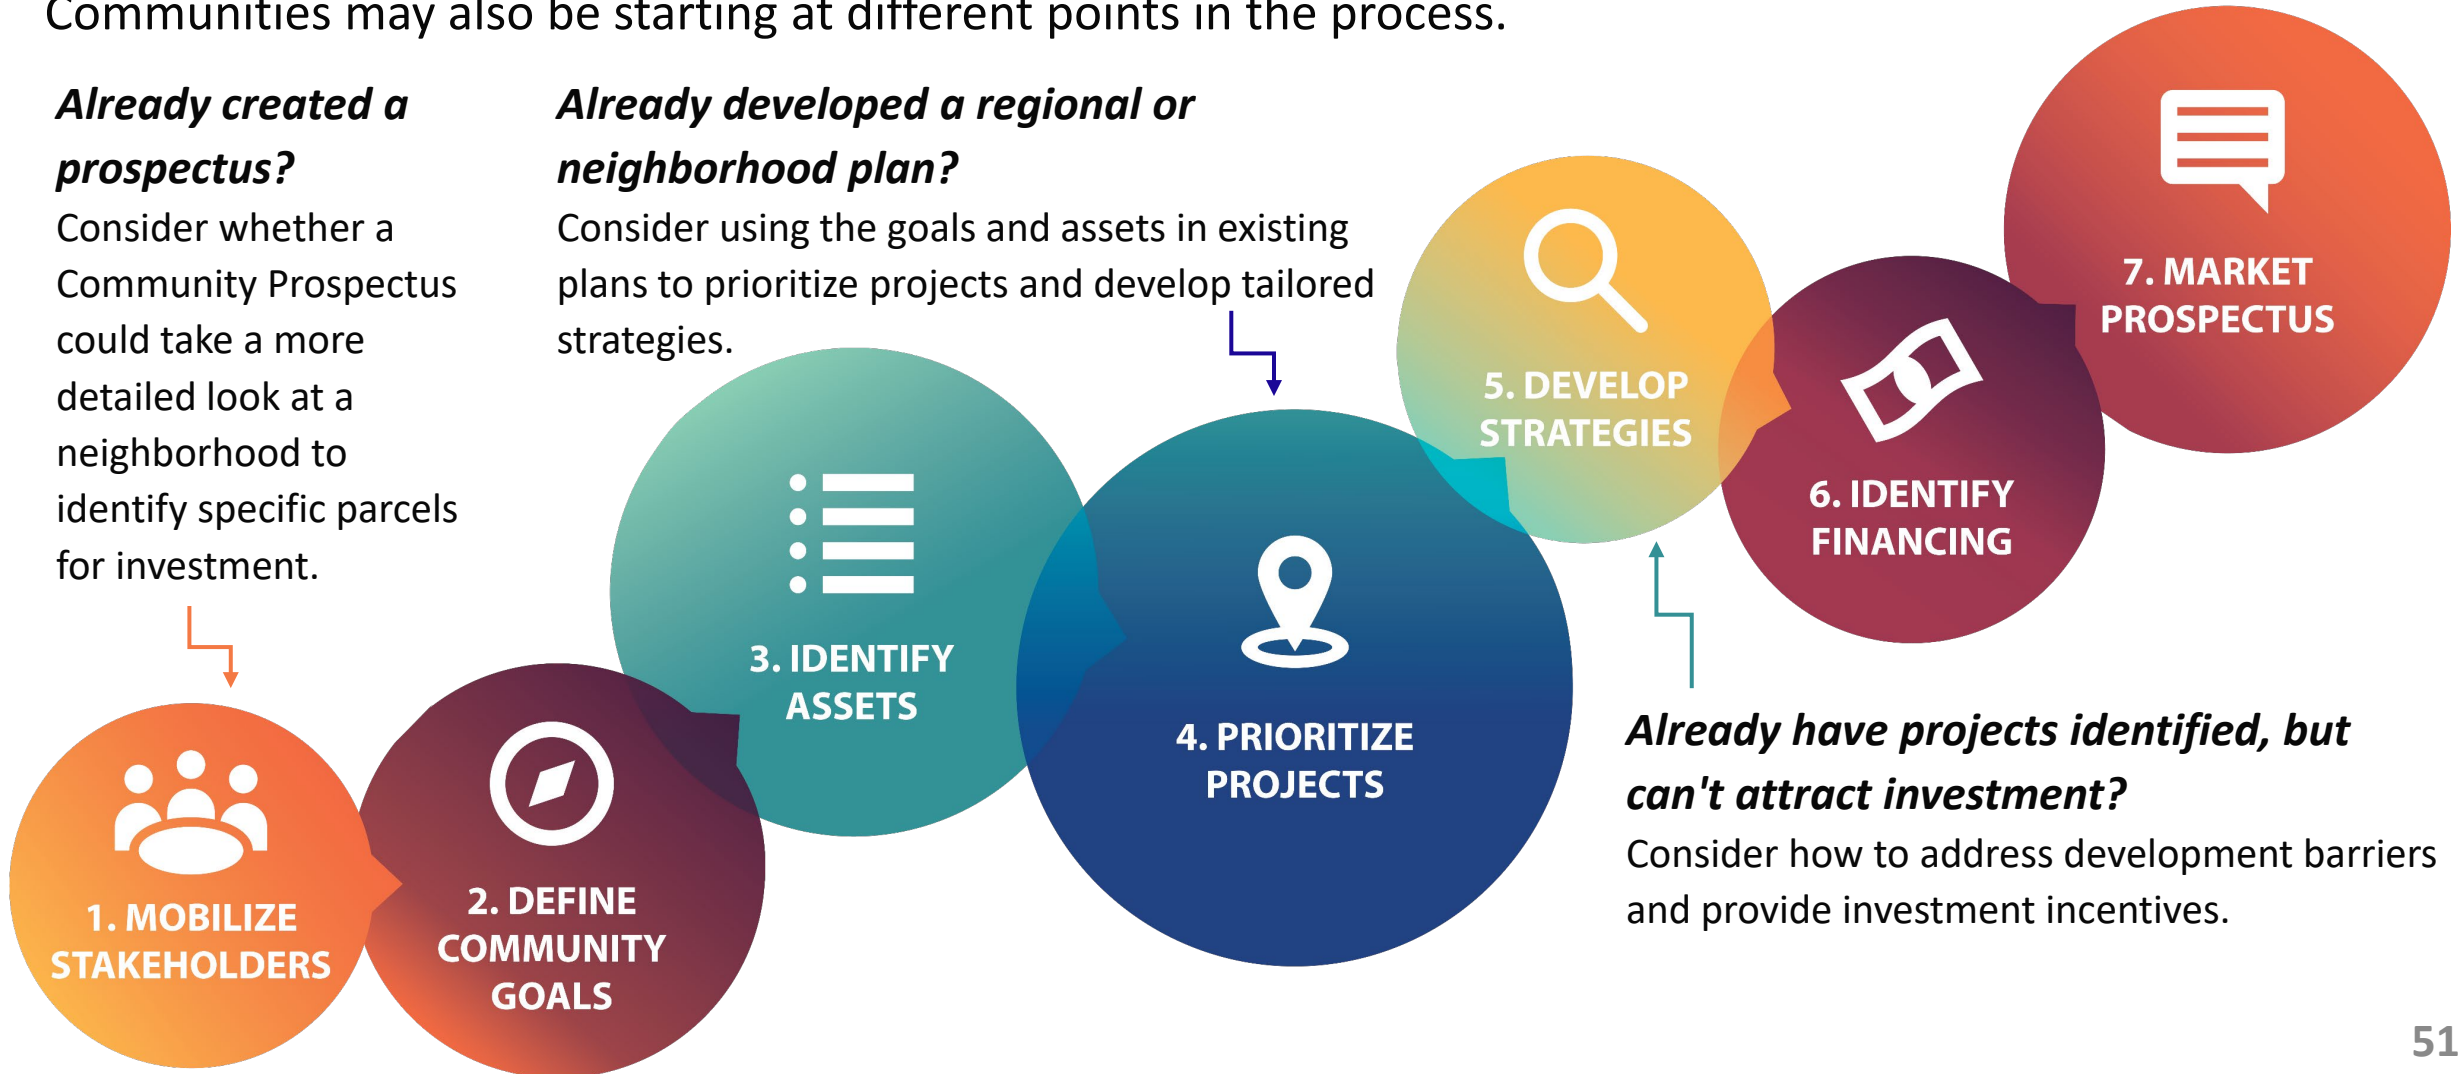 Communities may also be starting at different points in the process.
Already created a
prospectus?
Consider whether a
Community Prospectus
could take a more
detailed look at a
neighborhood to
identify specific parcels
for investment.
Already developed a regional or
neighborhood plan?
Consider using the goals and assets in existing
plans to prioritize projects and develop tailored
strategies.
1. MOBILIZE
STAKEHOLDERS
2. DEFINE
COMMUNITY
GOALS
3. IDENTIFY
ASSETS
4. PRIORITIZE
PROJECTS
5. DEVELOP
STRATEGIES
6. IDENTIFY
FINANCING
7. MARKET
PROSPECTUS
Already have projects identified, but
can't attract investment?
Consider how to address development barriers
and provide investment incentives.
51